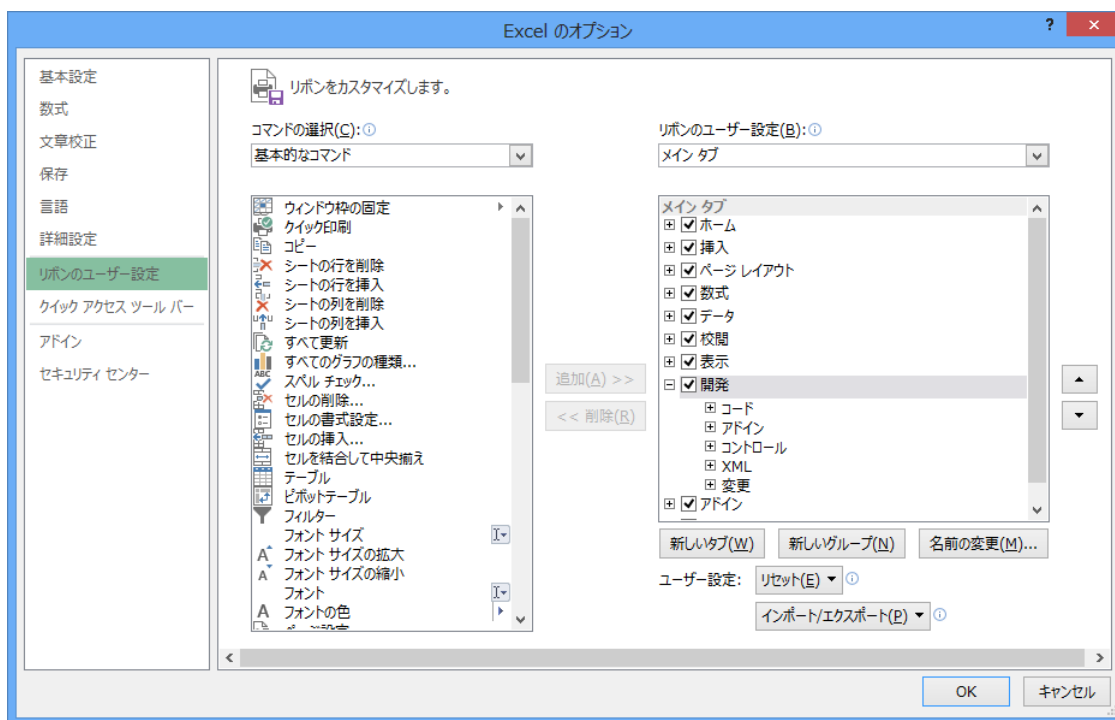 Excel のオプション
?
基本設定
数式
文章校正
保存
言語
詳細設定
リボンのユーザー設定
クイック アクセス ツール バー
アドイン
セキュリティ センター
リボンをカスタマイズします。
コマンドの選択(C):
基本的なコマンド
ウィンドウ枠の固定
クイック印刷
コピー
シートの行を削除
シートの行を挿入
シートの列を削除
シートの列を挿入
すべて更新
すべてのグラフの種類...
スペル チェック...
セルの削除...
セルの書式設定...
セルの挿入...
セルを結合して中央揃え
テーブル
ピボットテーブル
フィルター
フォント サイズ
フォント サイズの拡大
フォント サイズの縮小
フォント
フォントの色
追加(A) >>
<< 削除(R)
リボンのユーザー設定(B):
メイン タブ
メイン タブ
ホーム
挿入
ページ レイアウト
数式
データ
校閲
表示
開発
コード
アドイン
コントロール
XML
変更
アドイン
新しいタブ(W)
新しいグループ(N)
名前の変更(M)...
ユーザー設定:
リセット(E)
インポート/エクスポート(P)
OK
キャンセル